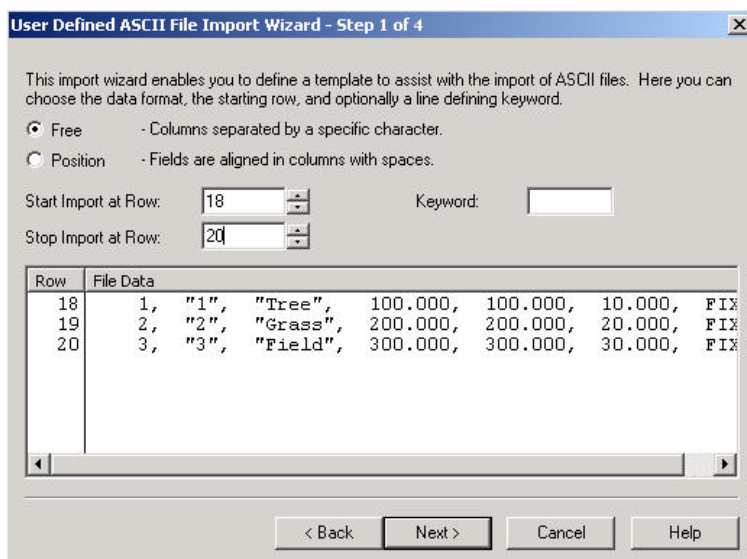 User Defined ASCII File Import Wizard - Step 1 of 4
This import wizard enables you to define a template to assist with the import of ASCII files. Here you can
choose the data format, the starting row, and optionally a line defining keyword.
Free - Columns separated by a specific character.
Position - Fields are aligned in columns with spaces.
Start Import at Row: 18 Keyword:
Stop Import at Row: 20
Row File Data
18 1, "1", "Tree", 100.000, 100.000, 10.000, FIX
19 2, "2", "Grass", 200.000, 200.000, 20.000, FIX
20 3, "3", "Field", 300.000, 300.000, 30.000, FIX
< Back Next > Cancel Help